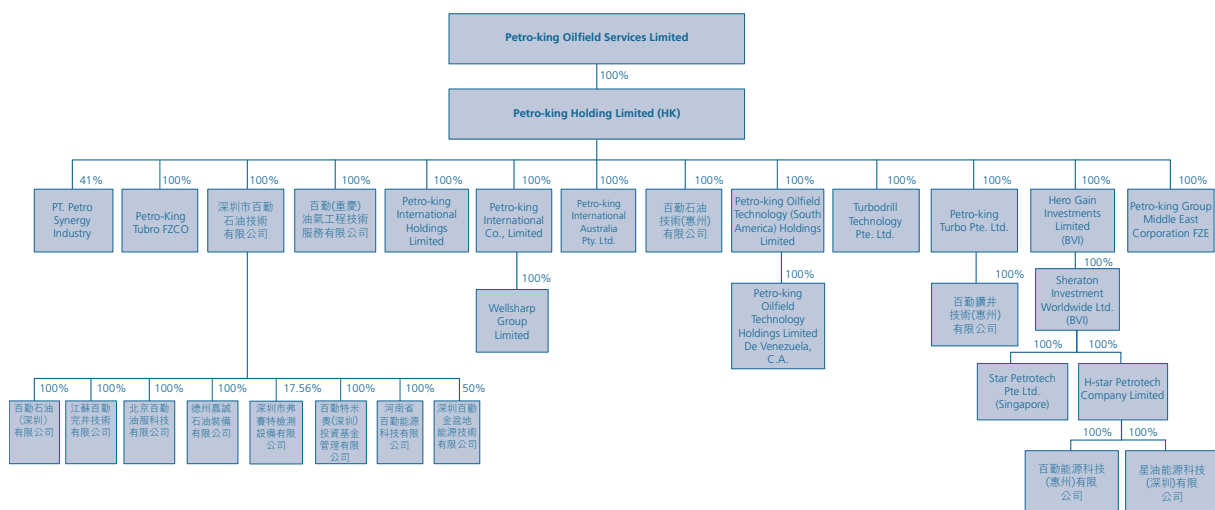 Petro-king Oilfield Services Limited
100%
Petro-king Holding Limited (HK)
41%
100%
100%
100%
100%
100%
100%
100%
100%
100%
100%
100%
100%
PT. Petro
Synergy
Industry
Petro-King
Tubro FZCO
深圳市百勤
石油技術
有限公司
百勤(重慶)
油氣工程技術
服務有限公司
Petro-king
International
Holdings
Limited
Petro-king
International
Co., Limited
Petro-king
International
Australia
Pty. Ltd.
百勤石油
技術(惠州)
有限公司
Petro-king Oilfield
Technology (South
America) Holdings
Limited
Turbodrill
Technology
Pte. Ltd.
Petro-king
Turbo Pte. Ltd.
Hero Gain
Investments
Limited
(BVI)
Petro-king Group
Middle East
Corporation FZE
100%
100%
100%
100%
Wellsharp
Group
Limited
Petro-king
Oilfield
Technology
Holdings Limited
De Venezuela,
C.A.
百勤鑽井
技術(惠州)
有限公司
Sheraton
Investment
Worldwide Ltd.
(BVI)
100%
100%
Star Petrotech
Pte Ltd.
(Singapore)
H-star Petrotech
Company Limited
100%
100%
100%
100%
17.56%
100%
100%
50%
百勤石油
(深圳)
有限公司
江蘇百勤
完井技術
有限公司
北京百勤
油服科技
有限公司
德州嘉誠
石油裝備
有限公司
深圳市弗
賽特檢測
設備有限
公司
百勤特米
奧(深圳)
投資基金
管理有限
公司
河南省
百勤能源
科技有限
公司
深圳百勤
金盆地
能源技術
有限公司
100%
100%
百勤能源科技
(惠州)有限
公司
星油能源科技
(深圳)有限
公司